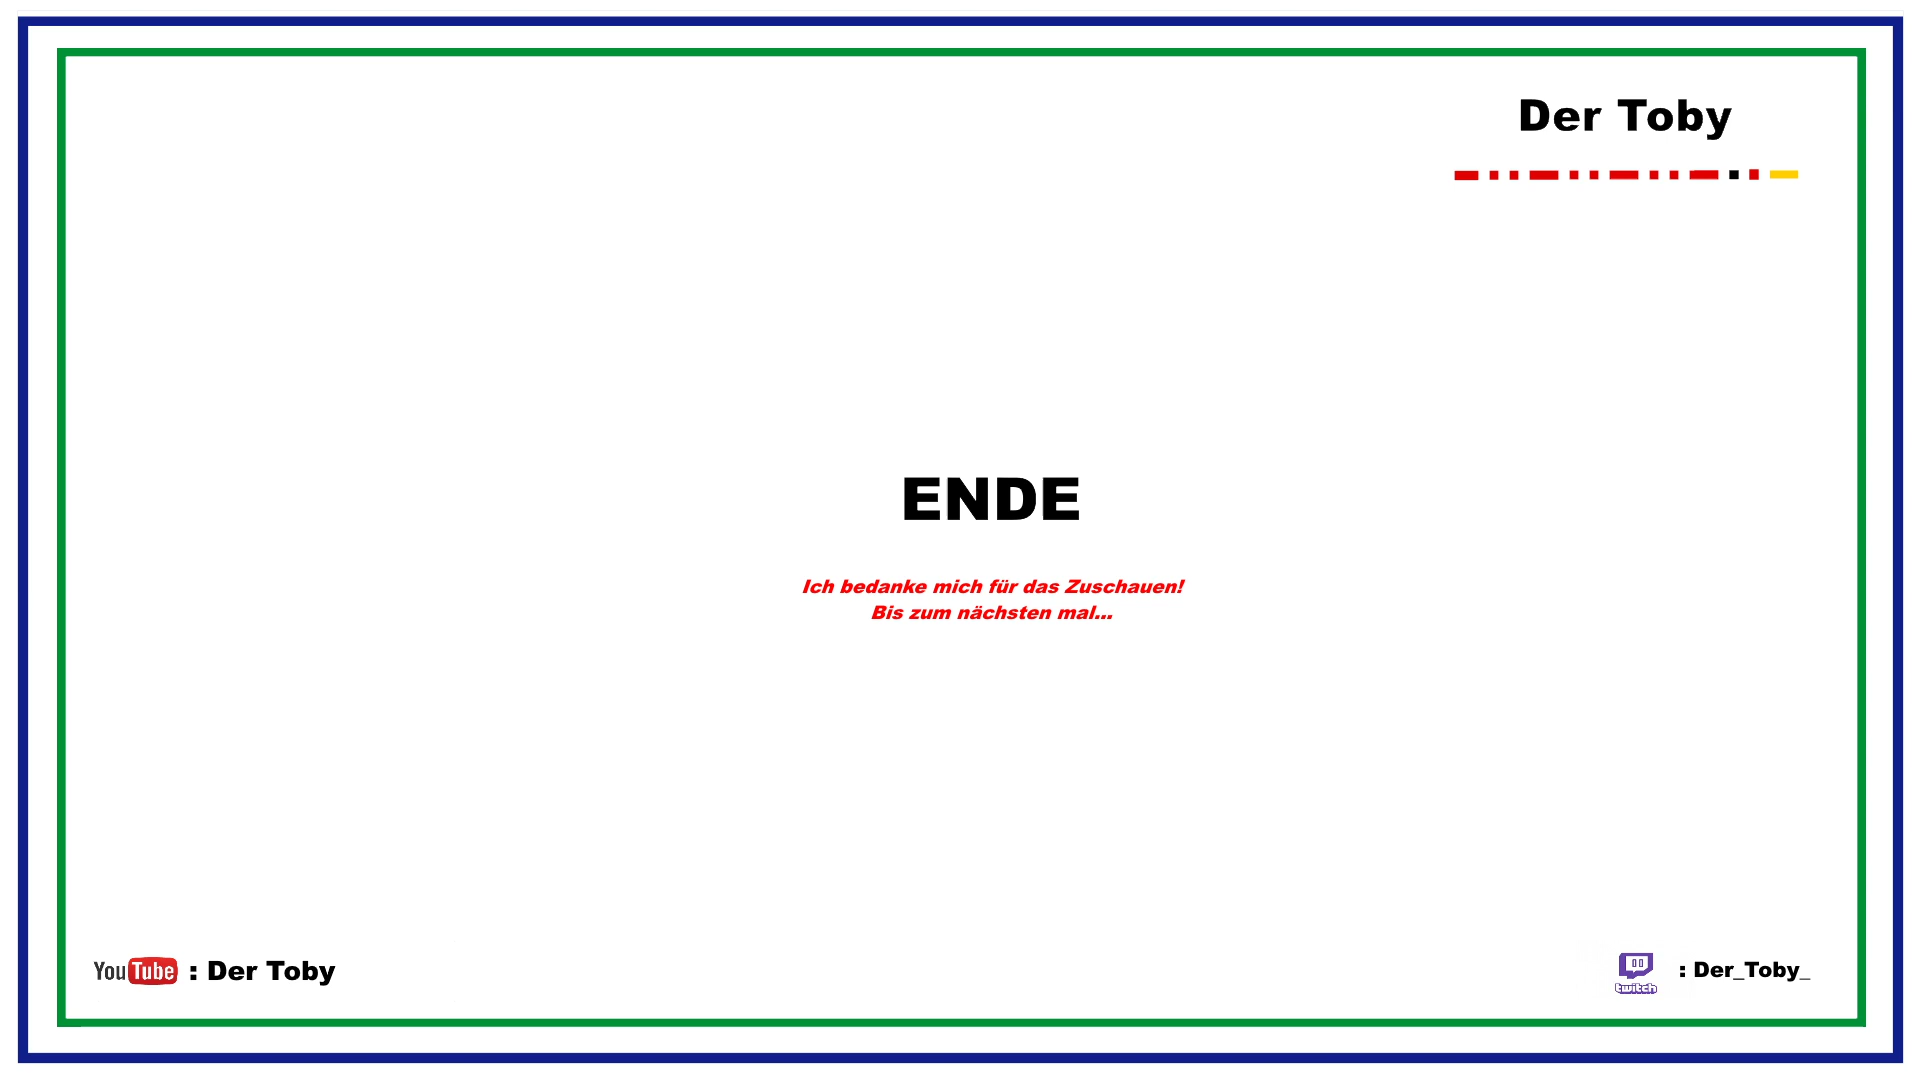 Der Toby
ENDE
Ich bedanke mich für das Zuschauen!
Bis zum nächsten mal...
YouTube : Der Toby
twitch : Der_Toby_